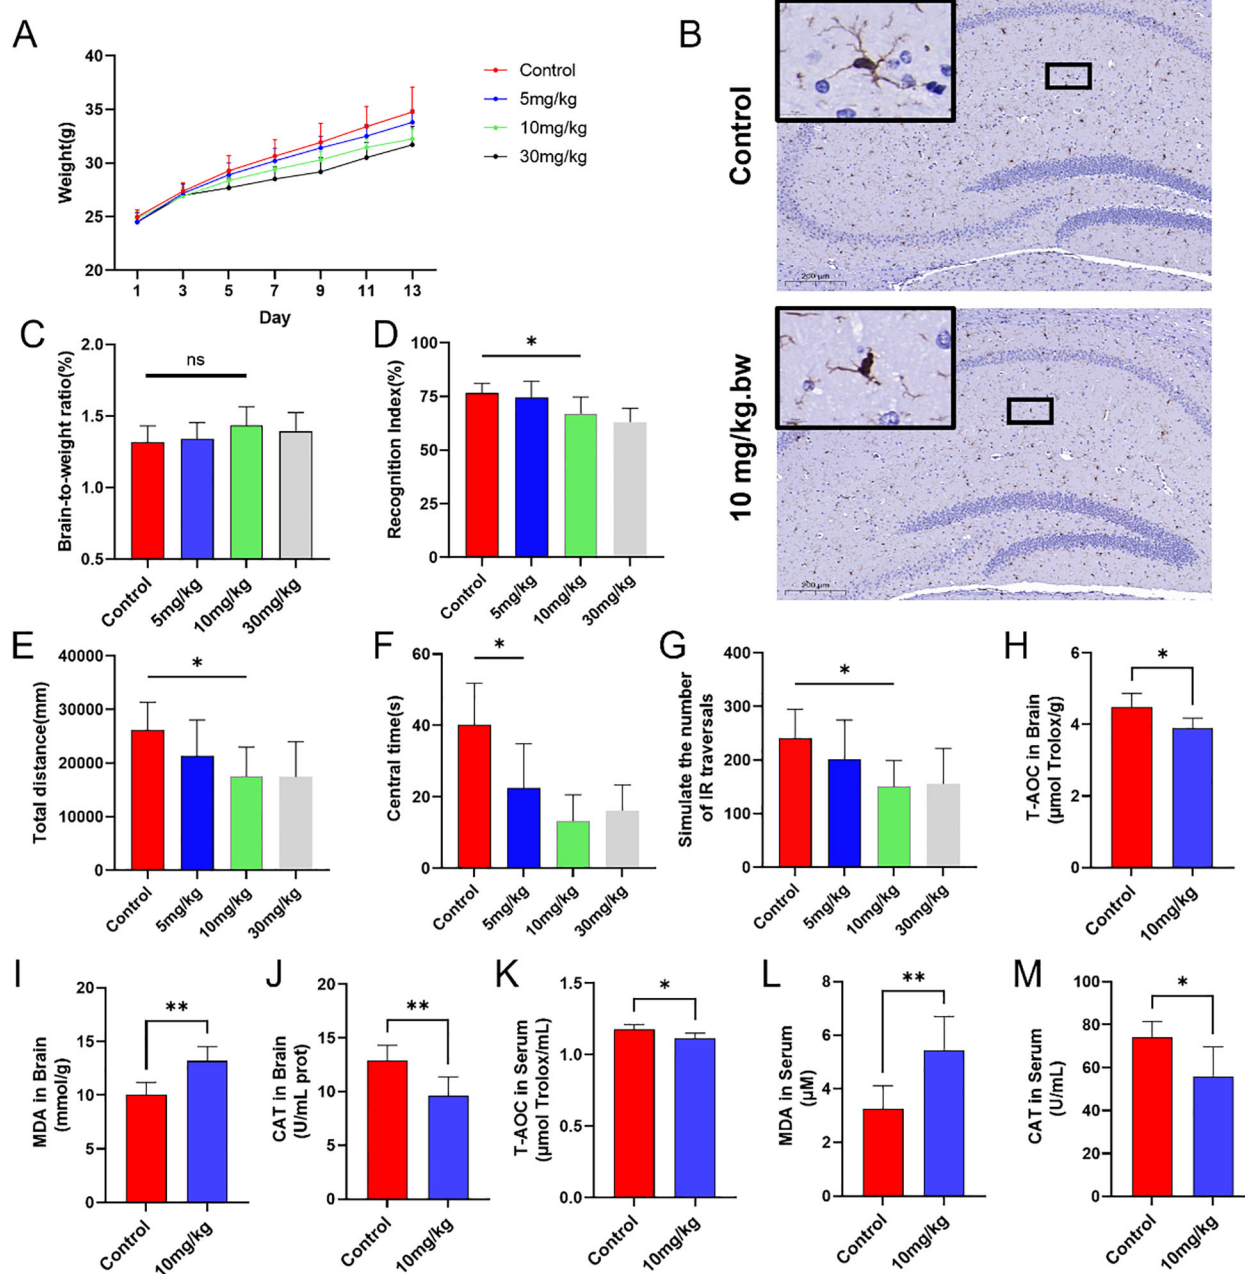 A
Weight(g)
40
35
30
25
20
1 3 5 7 9 11 13
Day
Control
5mg/kg
10mg/kg
30mg/kg
B
Control
200 μm
10 mg/kg.bw
200 μm
C
Brain-to-weight ratio(%)
2.0
1.5
1.0
0.5
ns
Control
5mg/kg
10mg/kg
30mg/kg
D
Recognition Index(%)
100
75
50
25
0
*
Control
5mg/kg
10mg/kg
30mg/kg
E
Total distance(mm)
40000
30000
20000
10000
0
*
Control
5mg/kg
10mg/kg
30mg/kg
F
Central time(s)
60
40
20
0
*
Control
5mg/kg
10mg/kg
30mg/kg
G
Simulate the number
of IR traversals
400
300
200
100
0
*
Control
5mg/kg
10mg/kg
30mg/kg
H
T-AOC in Brain
(μmol Trolox/g)
6
4
2
0
*
Control
10mg/kg
I
MDA in Brain
(mmol/g)
20
15
10
5
0
**
Control
10mg/kg
J
CAT in Brain
(U/mL prot)
20
15
10
5
0
**
Control
10mg/kg
K
T-AOC in Serum
(μmol Trolox/mL)
1.5
1.0
0.5
0.0
*
Control
10mg/kg
L
MDA in Serum
(μM)
8
6
4
2
0
**
Control
10mg/kg
M
CAT in Serum
(U/mL)
100
80
60
40
20
0
*
Control
10mg/kg